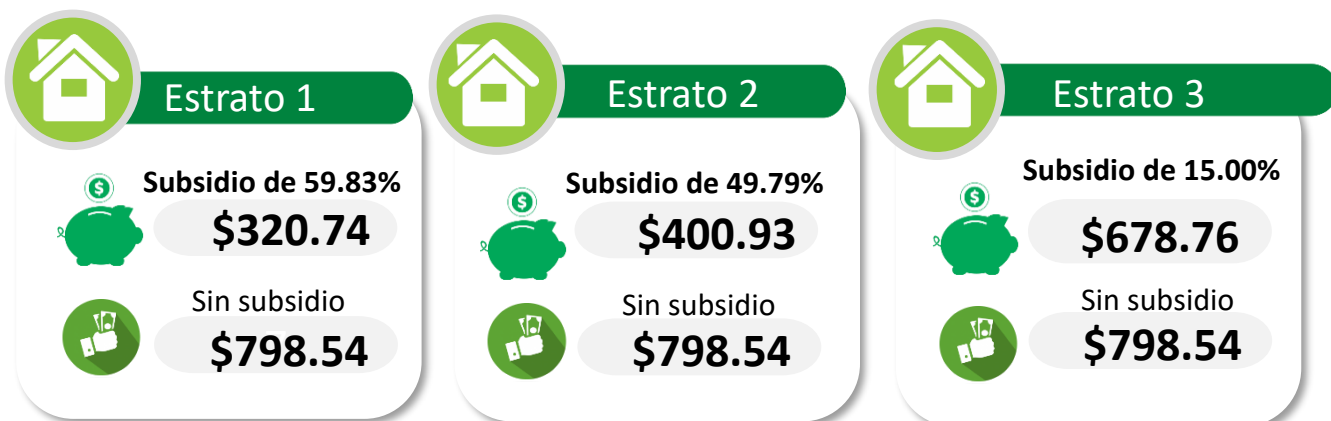 Estrato 1
$
Subsidio de 59.83%
$320.74
Sin subsidio
$798.54
Estrato 2
$
Subsidio de 49.79%
$400.93
Sin subsidio
$798.54
Estrato 3
$
Subsidio de 15.00%
$678.76
Sin subsidio
$798.54